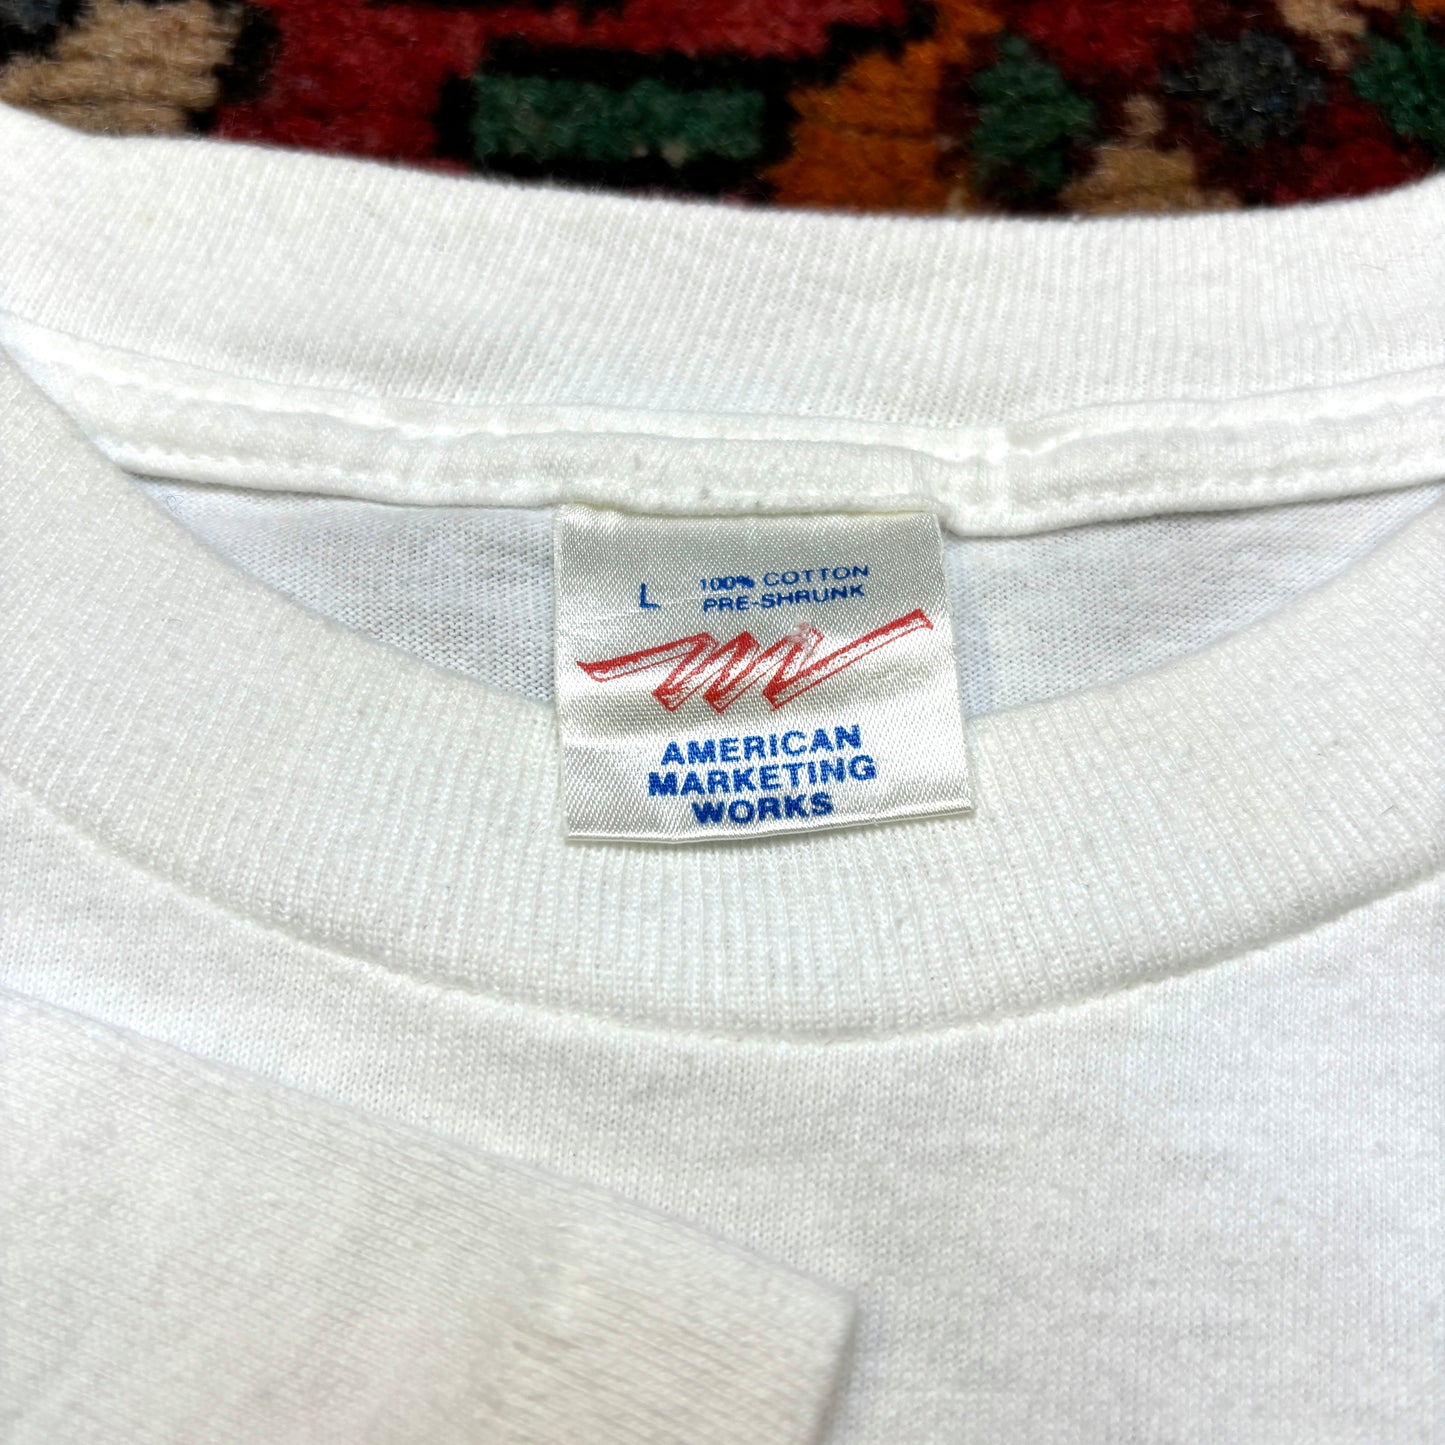 L 100% COTTON
PRE-SHRUNK
AMERICAN
MARKETING
WORKS